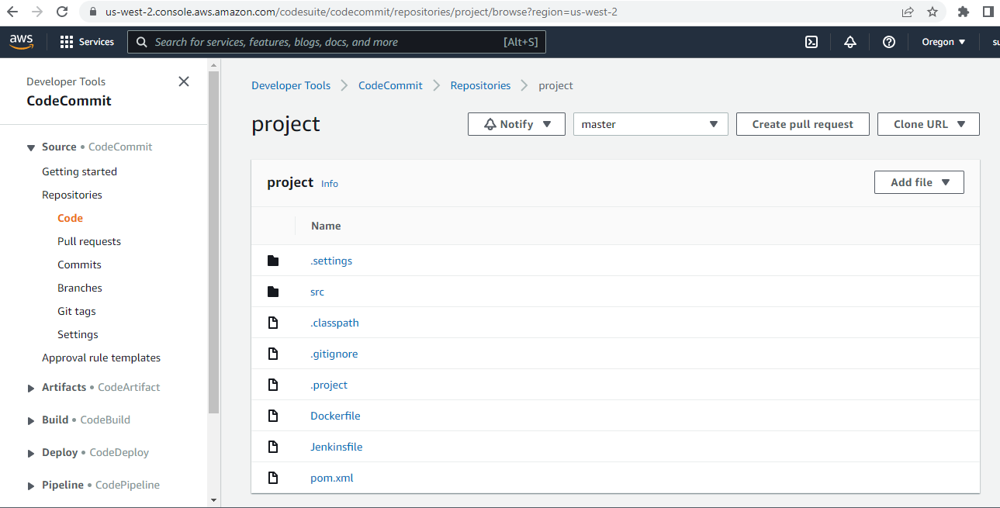 us-west-2.console.aws.amazon.com/codesuite/codecommit/repositories/project/browse?region=us-west-2
aws
Services
Search for services, features, blogs, docs, and more [Alt+S]
Oregon
Developer Tools
CodeCommit
Source • CodeCommit
Getting started
Repositories
Code
Pull requests
Commits
Branches
Git tags
Settings
Approval rule templates
Artifacts • CodeArtifact
Build • CodeBuild
Deploy • CodeDeploy
Pipeline • CodePipeline
Developer Tools > CodeCommit > Repositories > project
project
Notify
master
Create pull request
Clone URL
project Info
Add file
Name
.settings
src
.classpath
.gitignore
.project
Dockerfile
Jenkinsfile
pom.xml